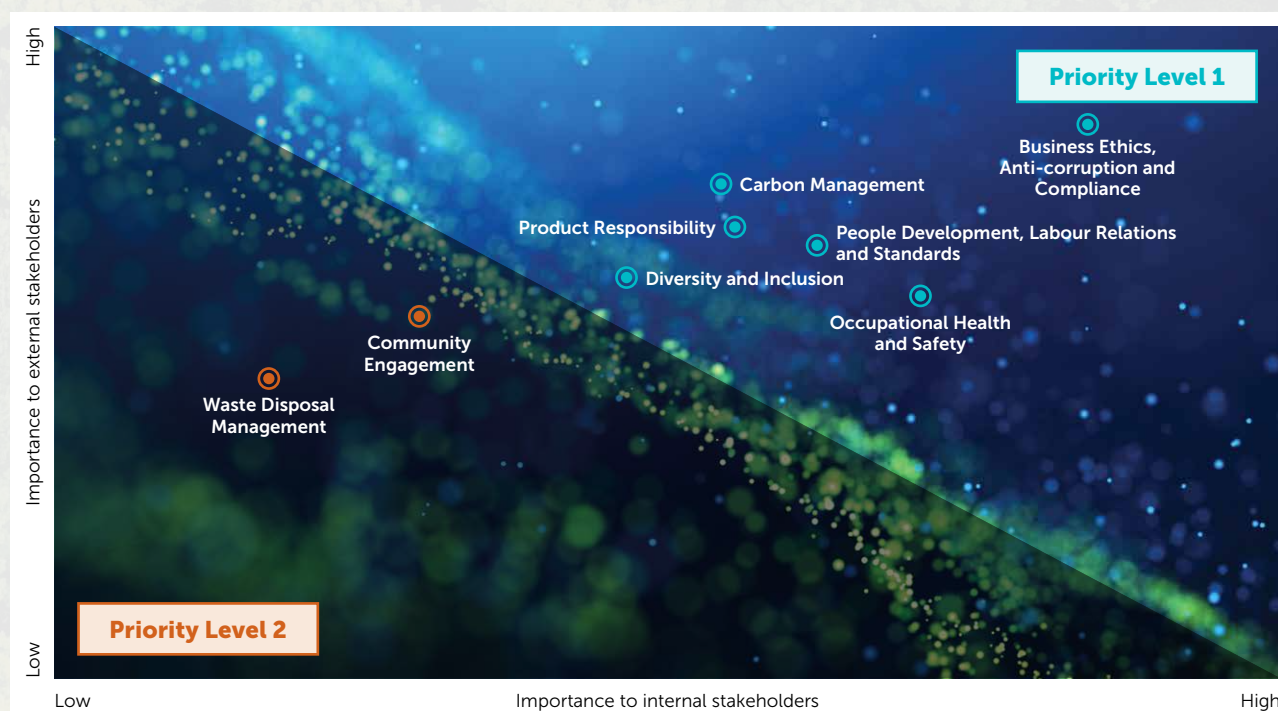 High
Importance to external stakeholders
Low
Priority Level 1
Business Ethics,
Anti-corruption and
Compliance
Carbon Management
Product Responsibility
People Development, Labour Relations
and Standards
Diversity and Inclusion
Occupational Health
and Safety
Community
Engagement
Waste Disposal
Management
Priority Level 2
Low
Importance to internal stakeholders
High